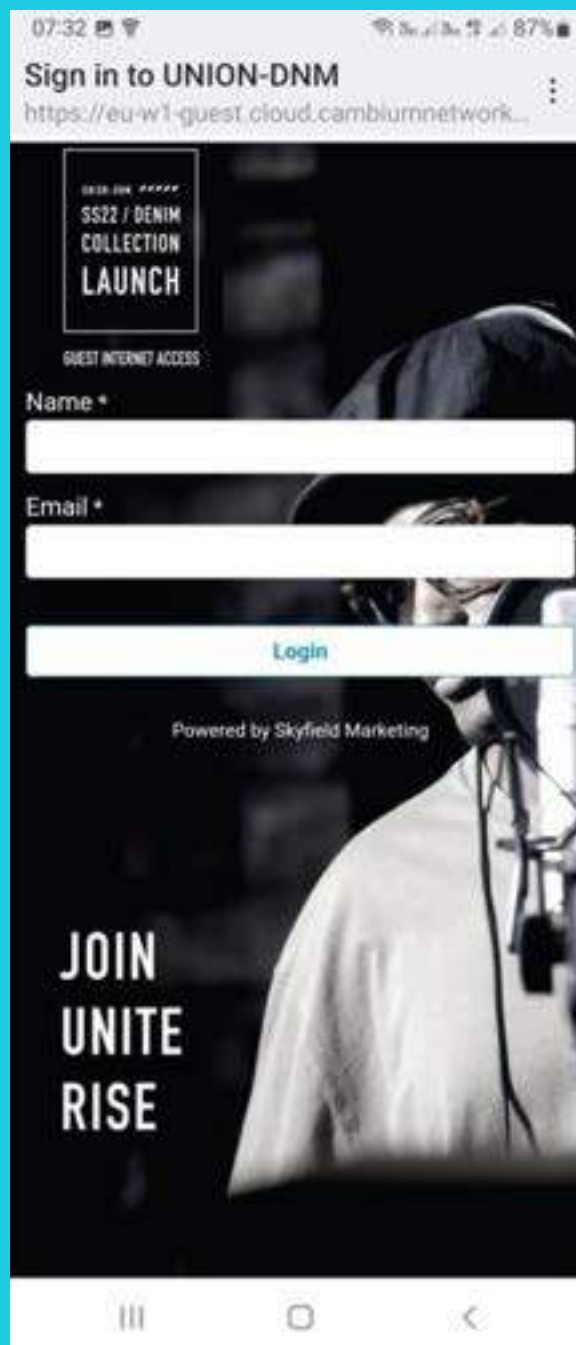 07:32
87%
Sign in to UNION-DNM
https://eu-w1-guest.cloud.cambiumnetwork...
SS22 / DENIM
COLLECTION
LAUNCH
GUEST INTERNET ACCESS
Name *
Email *
Login
Powered by Skyfield Marketing
JOIN
UNITE
RISE